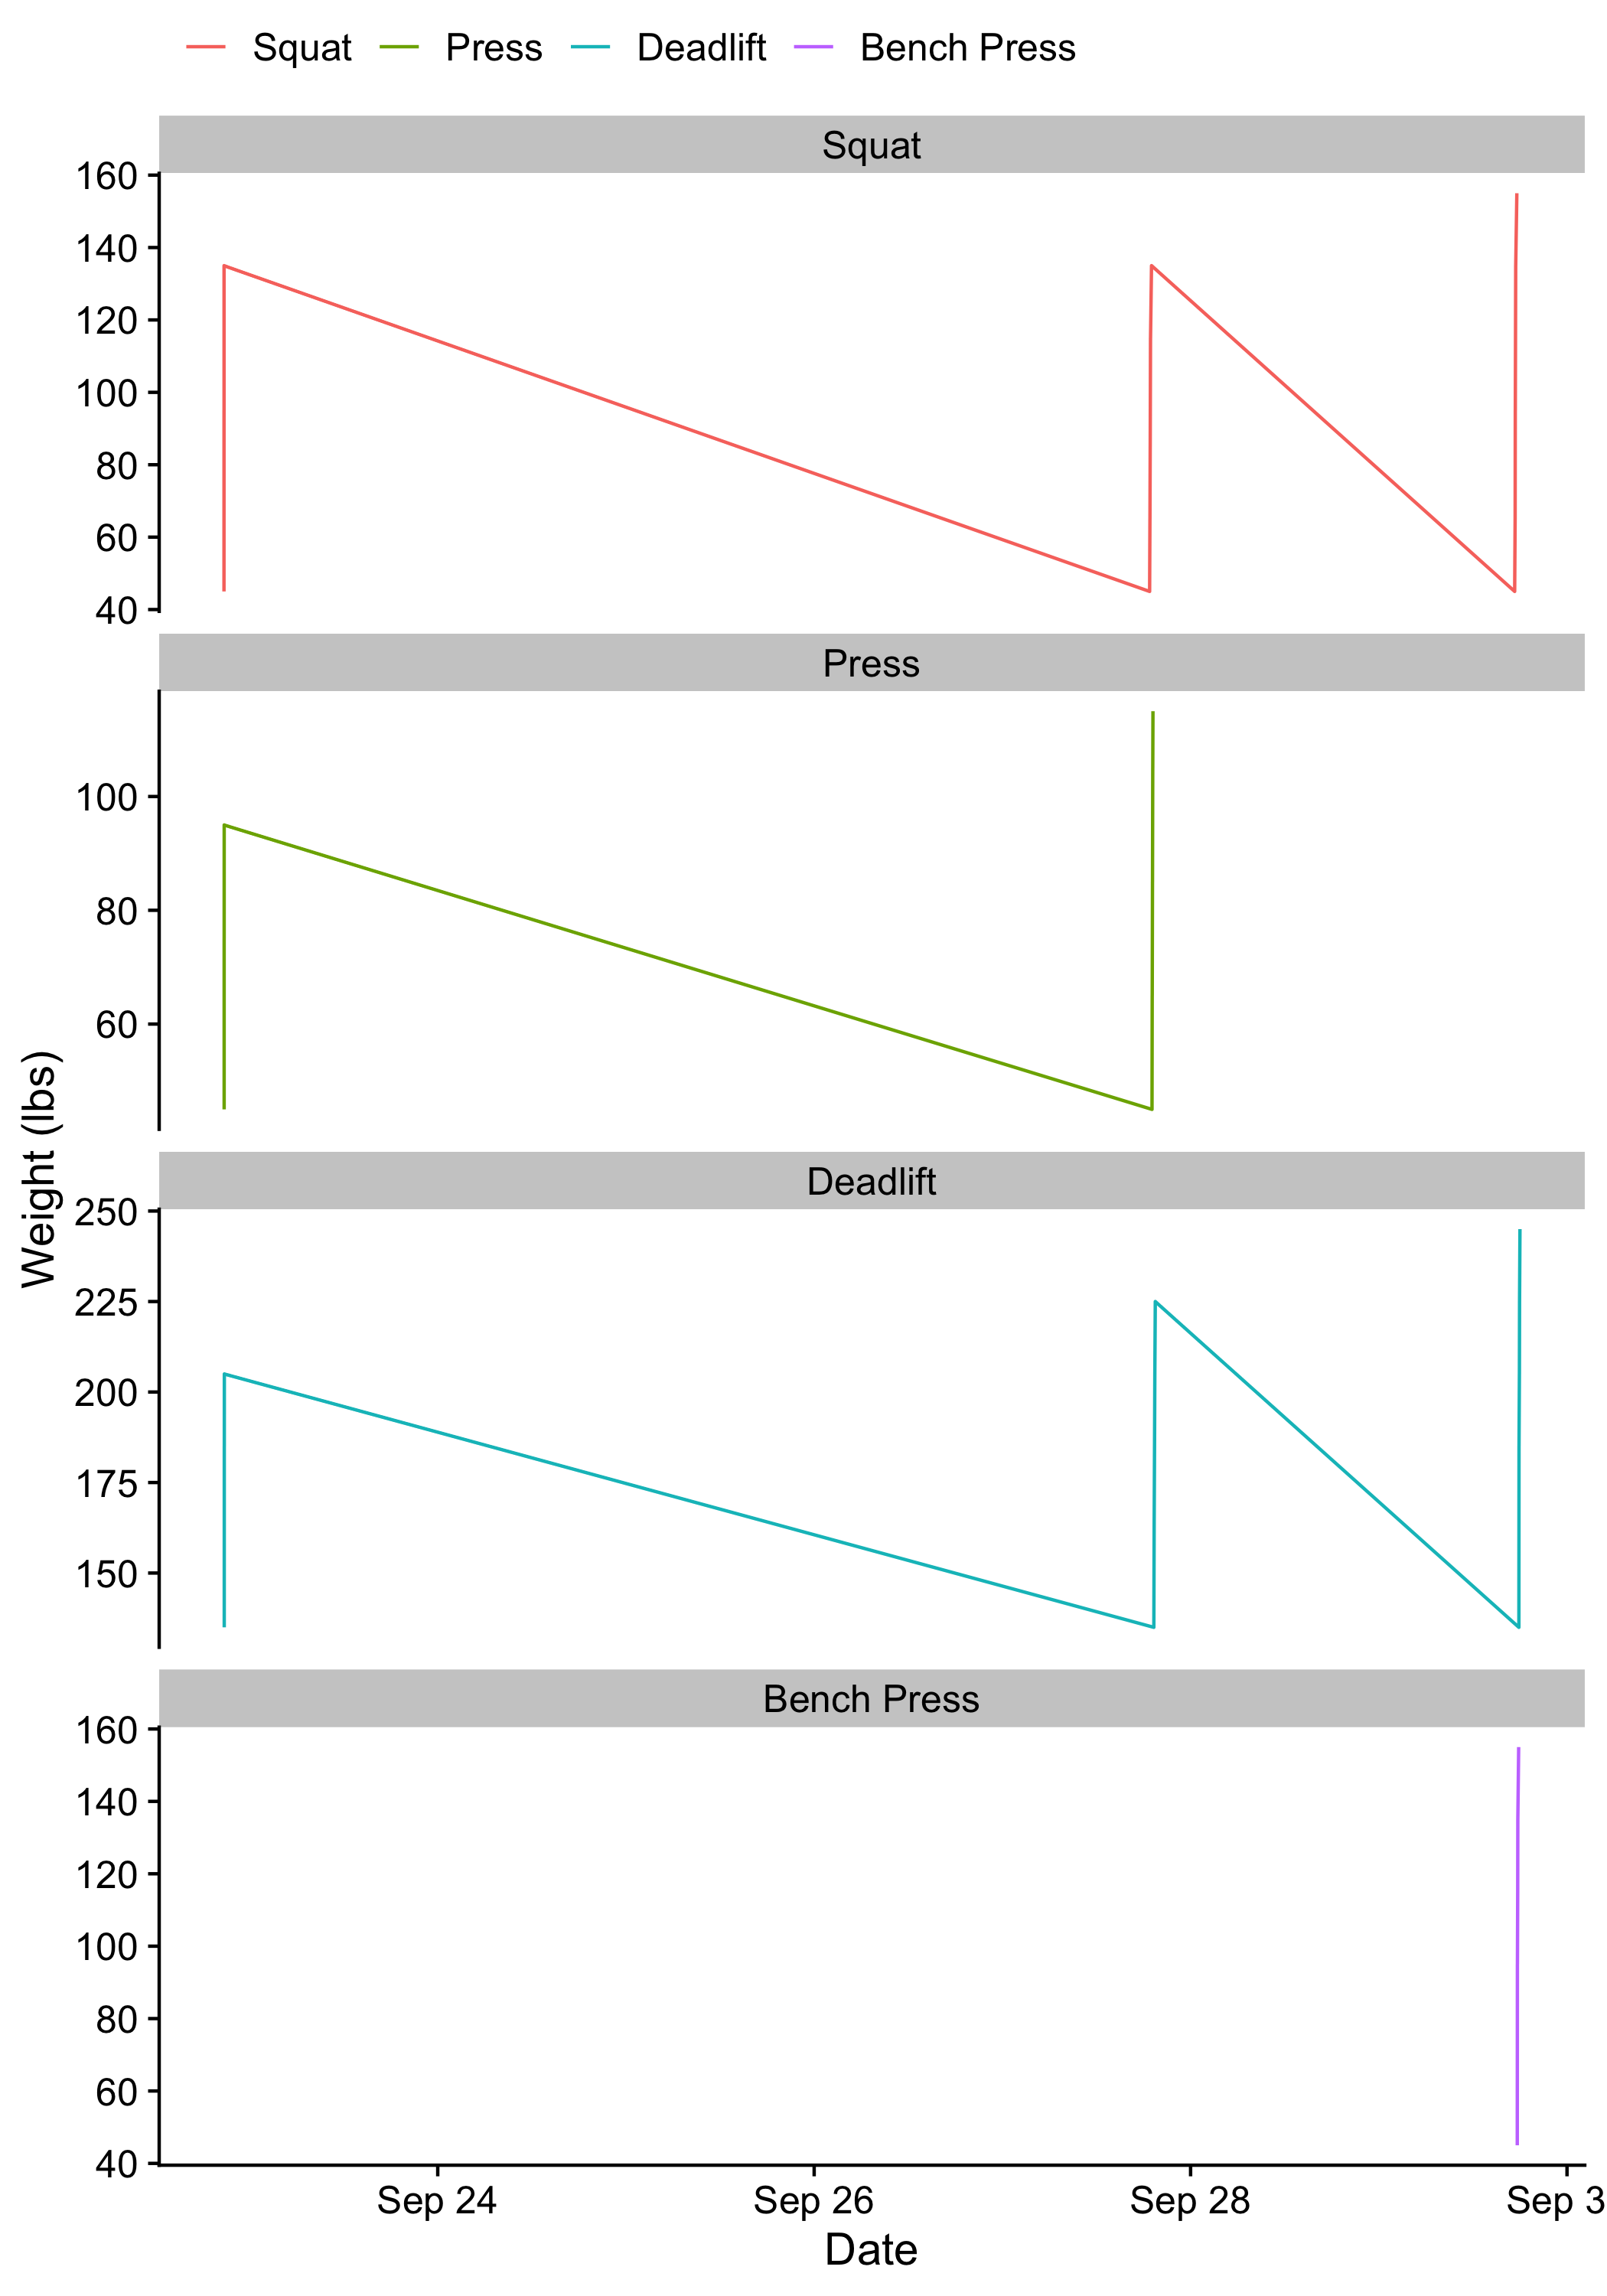 Squat Press Deadlift Bench Press
Squat
160
140
120
100
80
60
40
Press
100
80
60
Deadlift
250
225
200
175
150
Bench Press
160
140
120
100
80
60
40
Weight (lbs)
Sep 24 Sep 26 Sep 28 Sep 3
Date